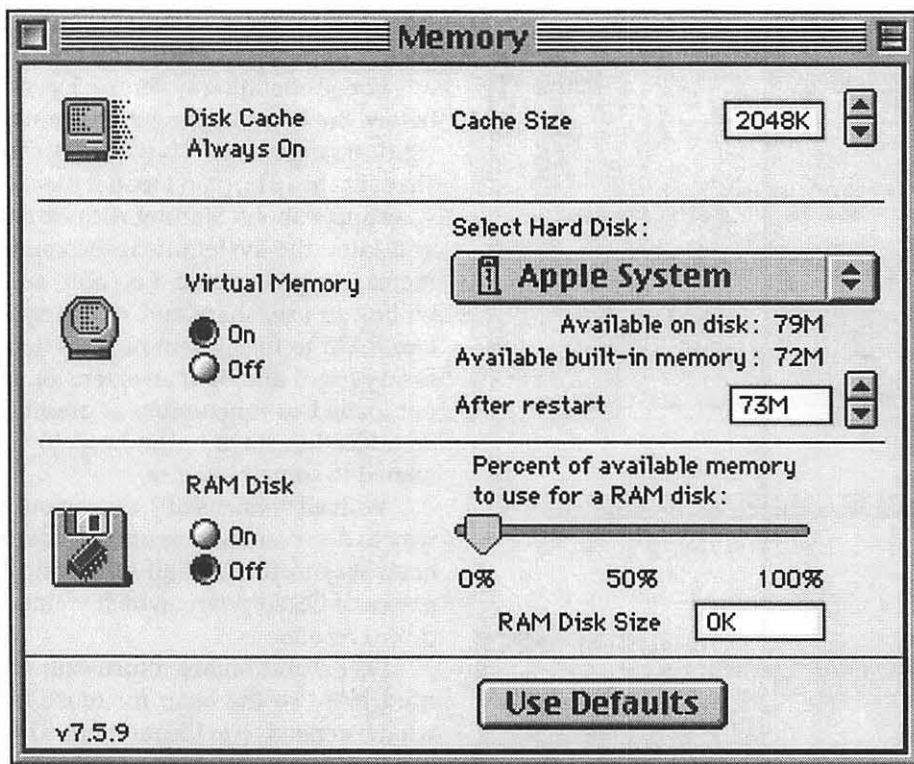 Memory
Disk Cache
Always On
Cache Size
2048K
Select Hard Disk:
Apple System
Virtual Memory
On
Off
Available on disk: 79M
Available built-in memory: 72M
After restart
73M
RAM Disk
On
Off
Percent of available memory
to use for a RAM disk:
0%
50%
100%
RAM Disk Size
0K
Use Defaults
v7.5.9